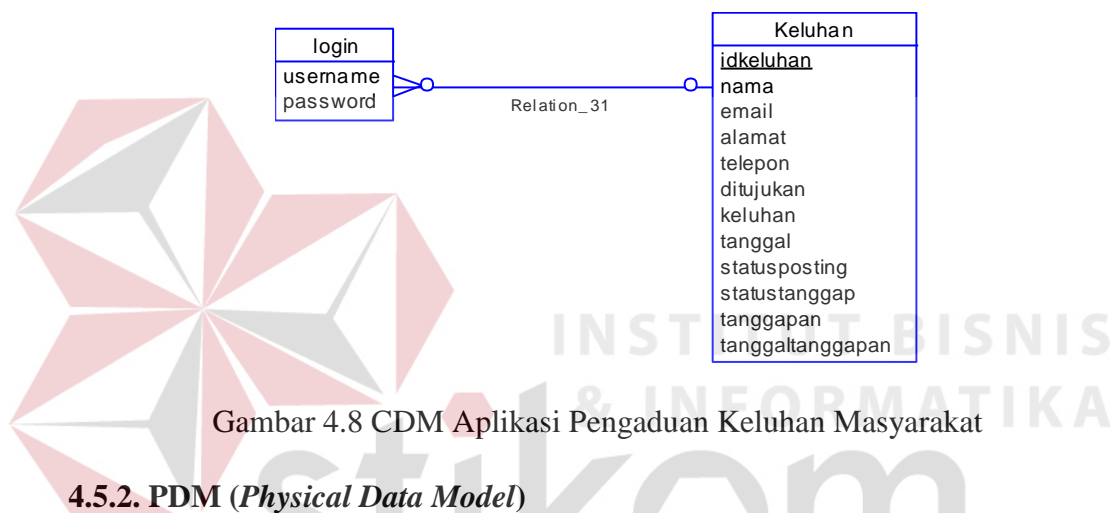 login
username
password
Relation_31
Keluhan
idkeluhan
nama
email
alamat
telepon
ditujukan
keluhan
tanggal
statusposting
statustanggap
tanggapan
tanggaltanggapan
INSTITUT BISNIS
& INFORMATIKA
stikom
Gambar 4.8 CDM Aplikasi Pengaduan Keluhan Masyarakat
4.5.2. PDM (Physical Data Model)